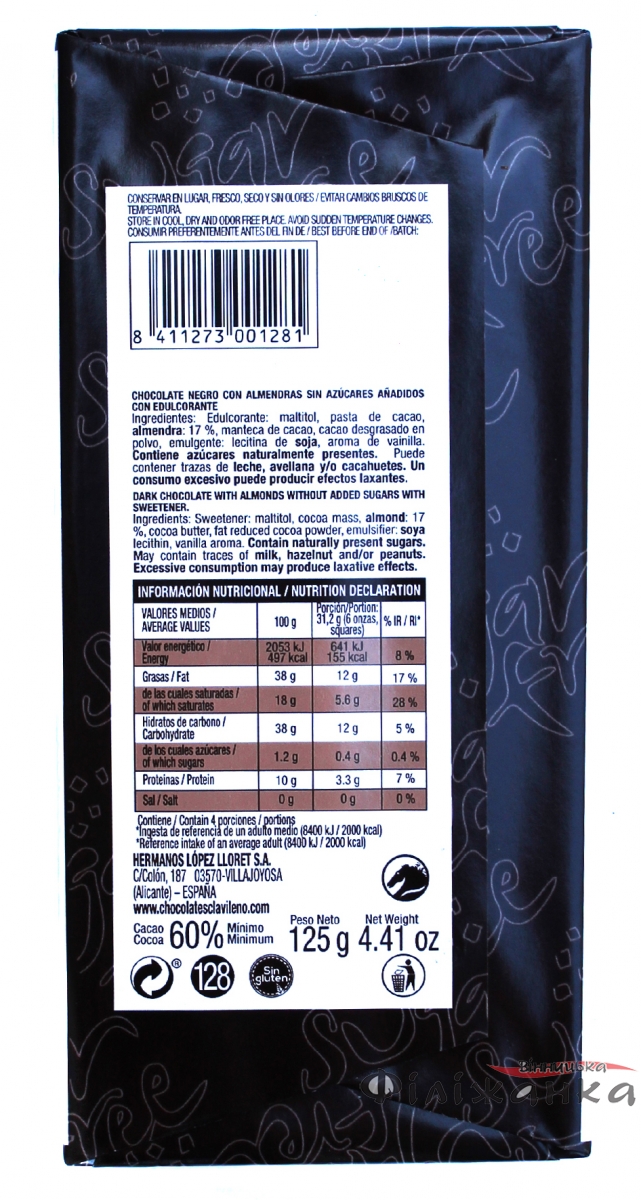 Sugar
free
CONSERVAR EN LUGAR, FRESCO, SECO Y SIN OLORES / EVITAR CAMBIOS BRUSCOS DE
TEMPERATURA.
STORE IN COOL, DRY AND ODOR FREE PLACE. AVOID SUDDEN TEMPERATURE CHANGES.
CONSUMIR PREFERENTEMENTE ANTES DEL FIN DE / BEST BEFORE END OF /BATCH:
8 411273 001281
CHOCOLATE NEGRO CON ALMENDRAS SIN AZÚCARES AÑADIDOS
CON EDULCORANTE
Ingredientes: Edulcorante: maltitol, pasta de cacao,
almendra: 17 %, manteca de cacao, cacao desgrasado en
polvo, emulgente: lecitina de soja, aroma de vainilla.
Contiene azúcares naturalmente presentes. Puede
contener trazas de leche, avellana y/o cacahuetes. Un
consumo excesivo puede producir efectos laxantes.
DARK CHOCOLATE WITH ALMONDS WITHOUT ADDED SUGARS WITH
SWEETENER.
Ingredients: Sweetener: maltitol, cocoa mass, almond: 17
%, cocoa butter, fat reduced cocoa powder, emulsifier: soya
lecithin, vanilla aroma. Contain naturally present sugars.
May contain traces of milk, hazelnut and/or peanuts.
Excessive consumption may produce laxative effects.
INFORMACIÓN NUTRICIONAL / NUTRITION DECLARATION
VALORES MEDIOS / AVERAGE VALUES 100 g Porción/Portion: 31,2 g (6 onzas, squares) % IR / RI*
Valor energético / Energy 2053 kJ 497 kcal 641 kJ 155 kcal 8 %
Grasas / Fat 38 g 12 g 17 %
de las cuales saturadas / of which saturates 18 g 5.6 g 28 %
Hidratos de carbono / Carbohydrate 38 g 12 g 5 %
de los cuales azúcares / of which sugars 1.2 g 0.4 g 0.4 %
Proteinas / Protein 10 g 3.3 g 7 %
Sal / Salt 0 g 0 g 0 %
Contiene / Contain 4 porciones / portions
*Ingesta de referencia de un adulto medio (8400 kJ / 2000 kcal)
*Reference intake of an average adult (8400 kJ / 2000 kcal)
HERMANOS LÓPEZ LLORET S.A.
C/Colón, 187 03570-VILLAJOYOSA
(Alicante) – ESPAÑA
www.chocolatesclavileno.com
Cacao Cocoa 60% Mínimo Minimum
Peso Neto Net Weight
125 g 4.41 oz
® 128 Sin gluten
Вінницька
Філіжанка